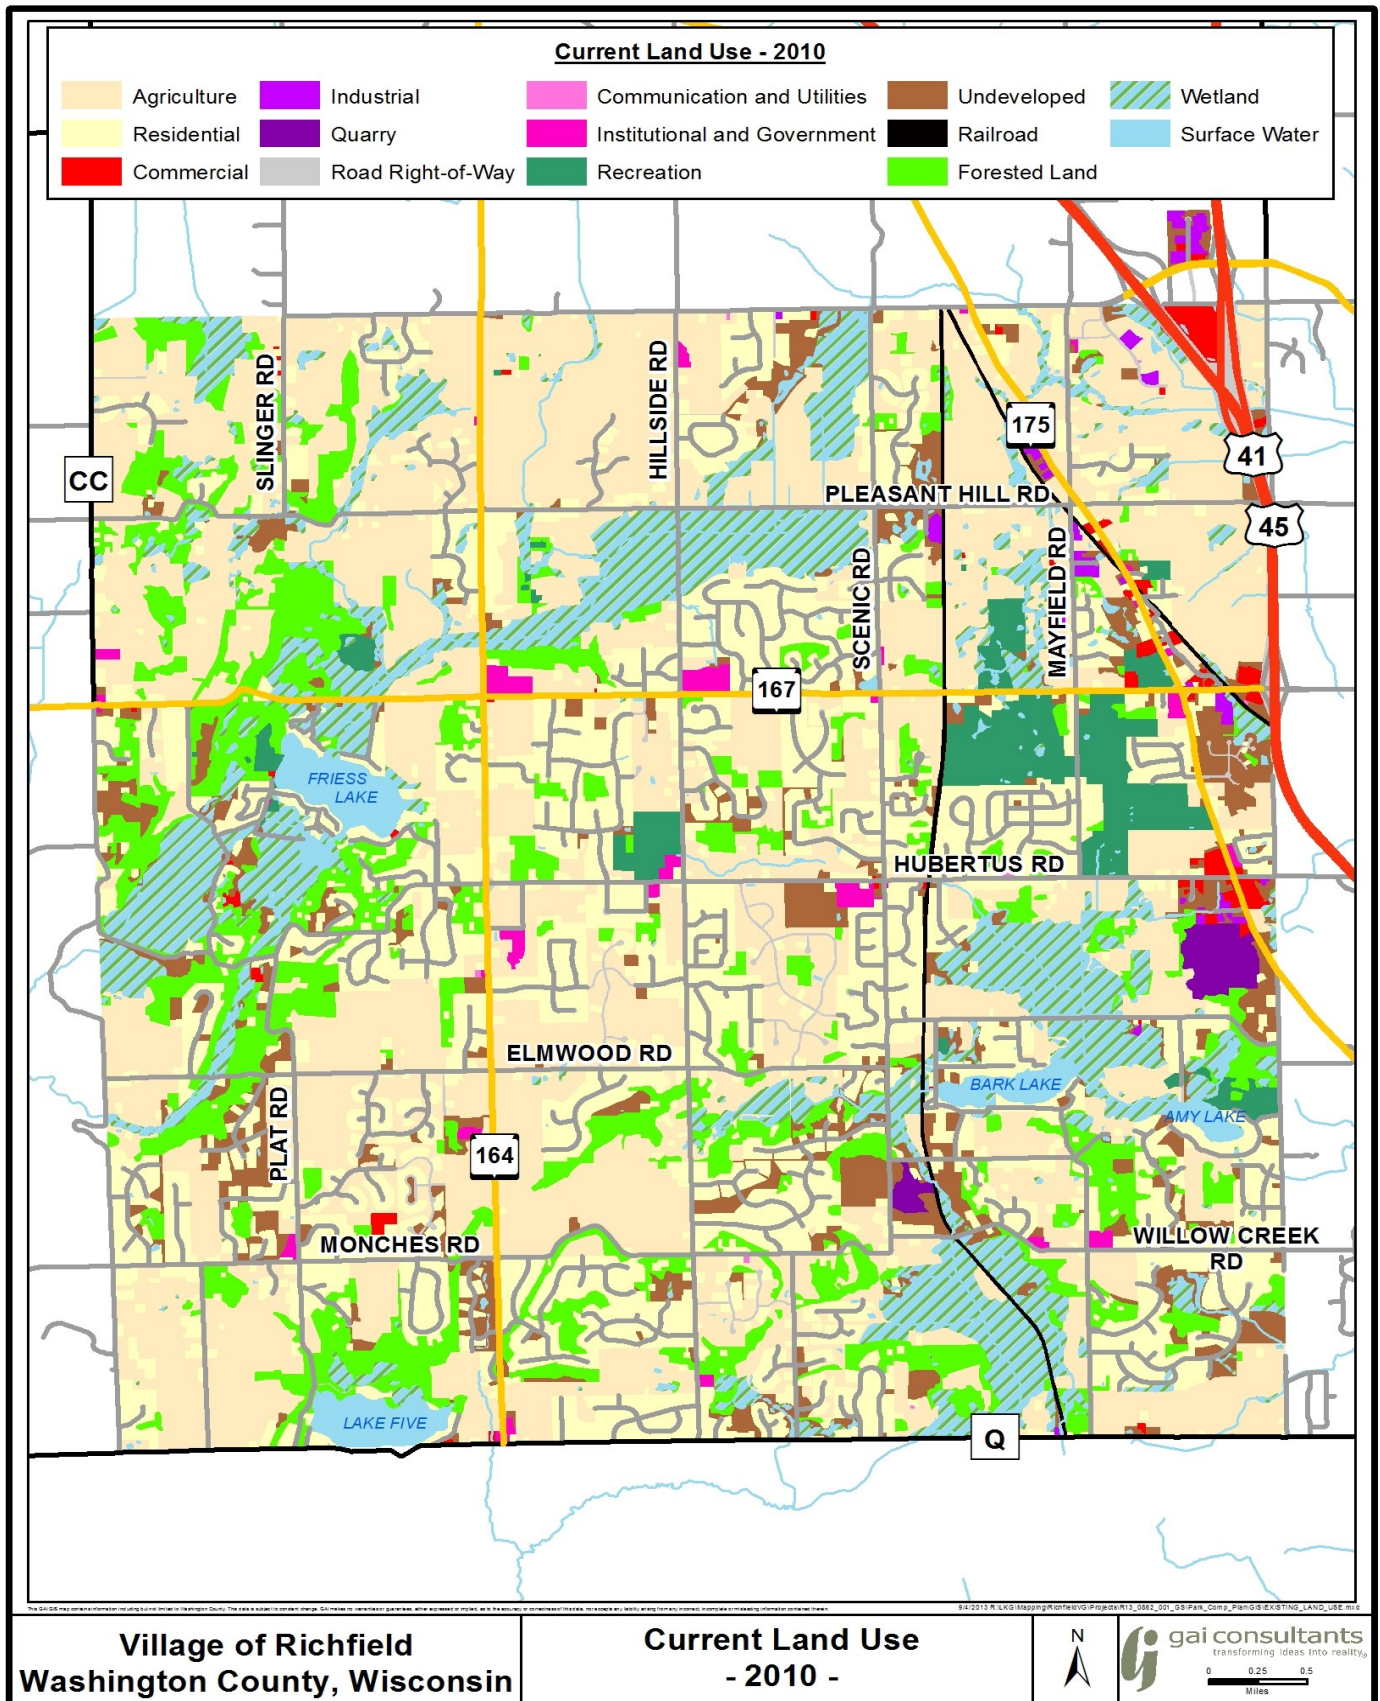 Current Land Use - 2010
Agriculture
Industrial
Communication and Utilities
Undeveloped
Wetland
Residential
Quarry
Institutional and Government
Railroad
Surface Water
Commercial
Road Right-of-Way
Recreation
Forested Land
SLINGER RD
HILLSIDE RD
175
41
CC
PLEASANT HILL RD
45
SCENIC RD
MAYFIELD RD
167
FRIESS
LAKE
HUBERTUS RD
ELMWOOD RD
BARK LAKE
AMY LAKE
PLAT RD
164
MONCHES RD
WILLOW CREEK
RD
LAKE FIVE
Q
Village of Richfield
Washington County, Wisconsin
Current Land Use
- 2010 -
N
gai consultants
transforming ideas into reality
0 0.25 0.5
Miles